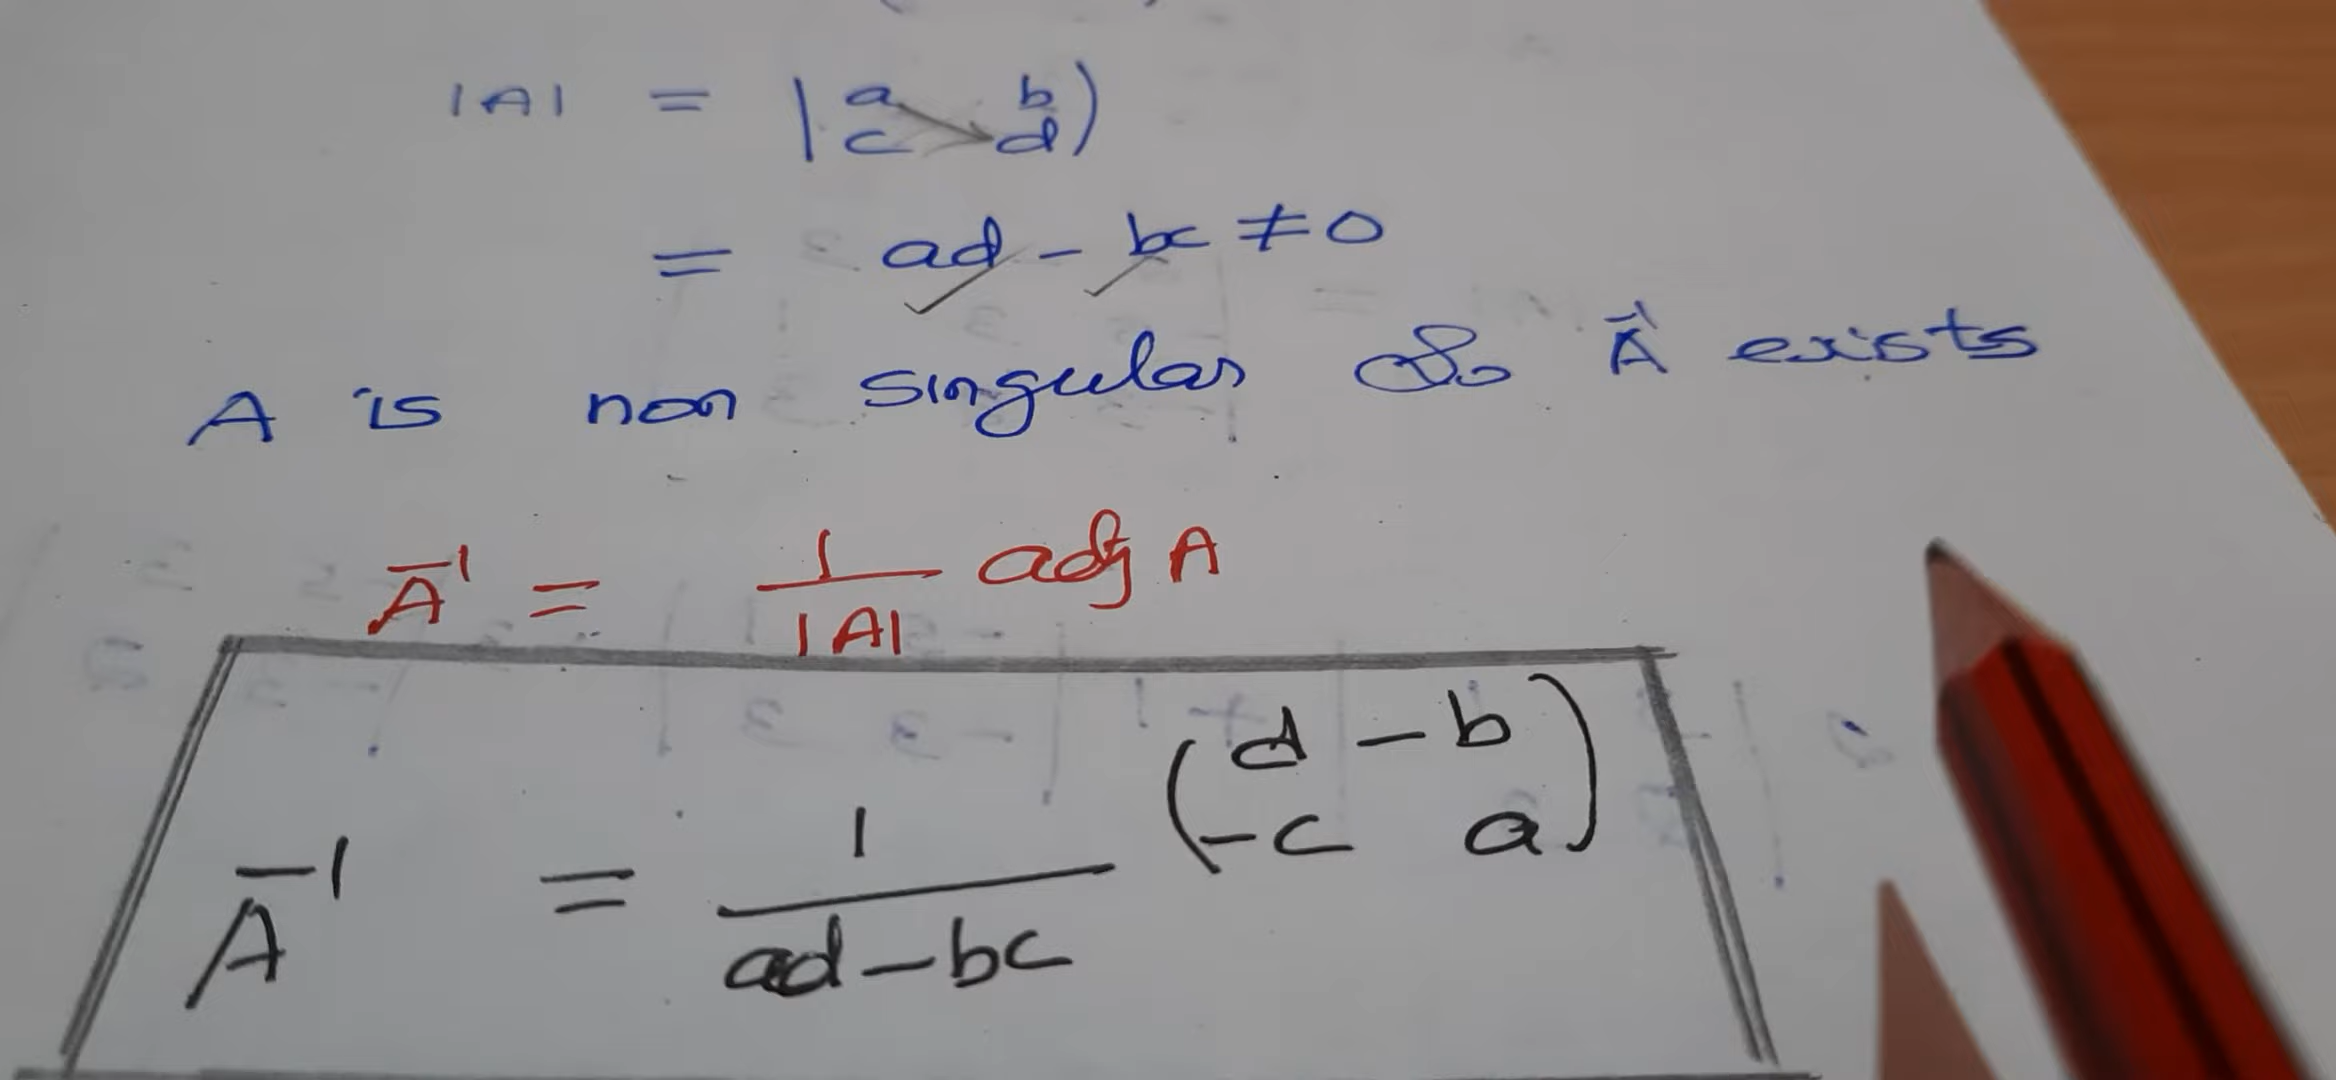 |A| = |a b)
c d
= ad - bc ≠ 0
A is non singular So A⁻¹ exists
A⁻¹ = 1 adj A
|A|
d - b
A⁻¹ = 1 (-c a)
ad - bc